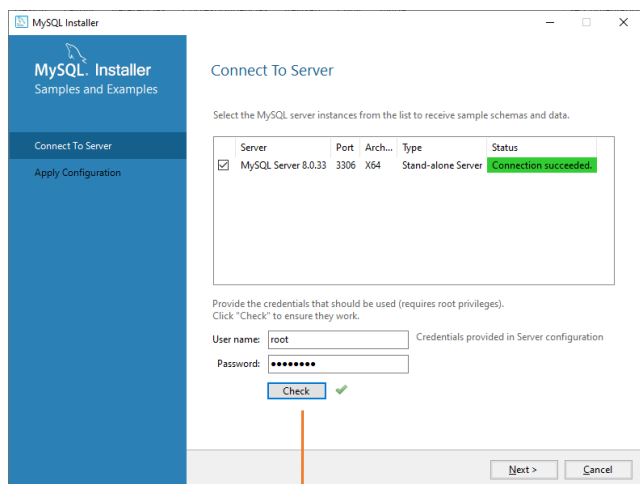 MySQL Installer
MySQL. Installer
Samples and Examples
Connect To Server
Apply Configuration
Connect To Server
Select the MySQL server instances from the list to receive sample schemas and data.
Server Port Arch... Type Status
MySQL Server 8.0.33 3306 X64 Stand-alone Server Connection succeeded.
Provide the credentials that should be used (requires root privileges).
Click "Check" to ensure they work.
User name: root Credentials provided in Server configuration
Password: ●●●●●●●●
Check
Next > Cancel